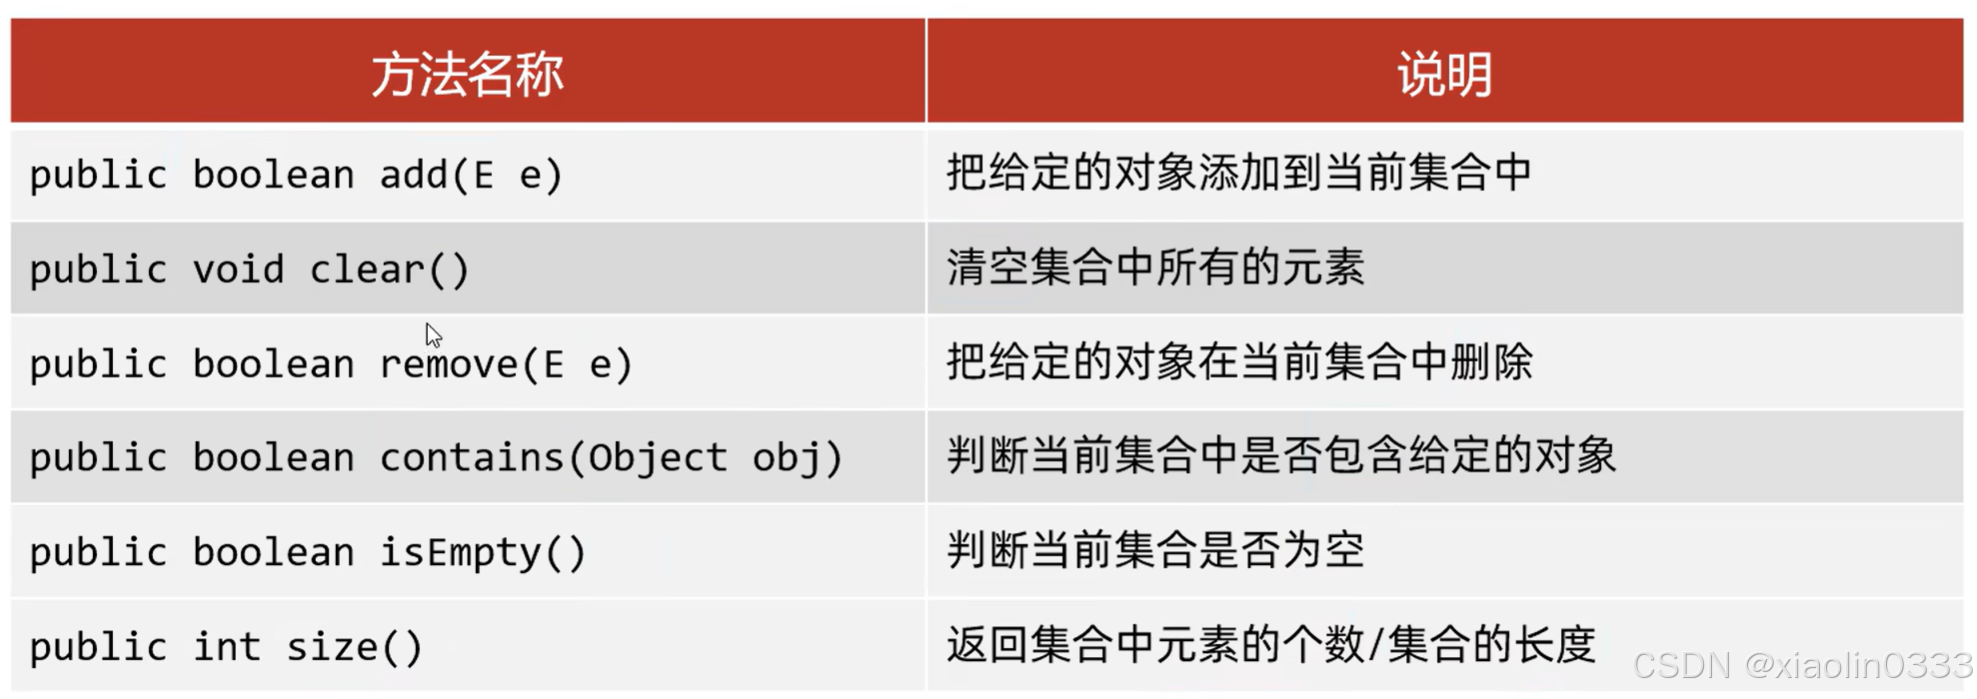 方法名称 说明
public boolean add(E e) 把给定的对象添加到当前集合中
public void clear() 清空集合中所有的元素
public boolean remove(E e) 把给定的对象在当前集合中删除
public boolean contains(Object obj) 判断当前集合中是否包含给定的对象
public boolean isEmpty() 判断当前集合是否为空
public int size() 返回集合中元素的个数/集合的长度
CSDN @xiaolin0333